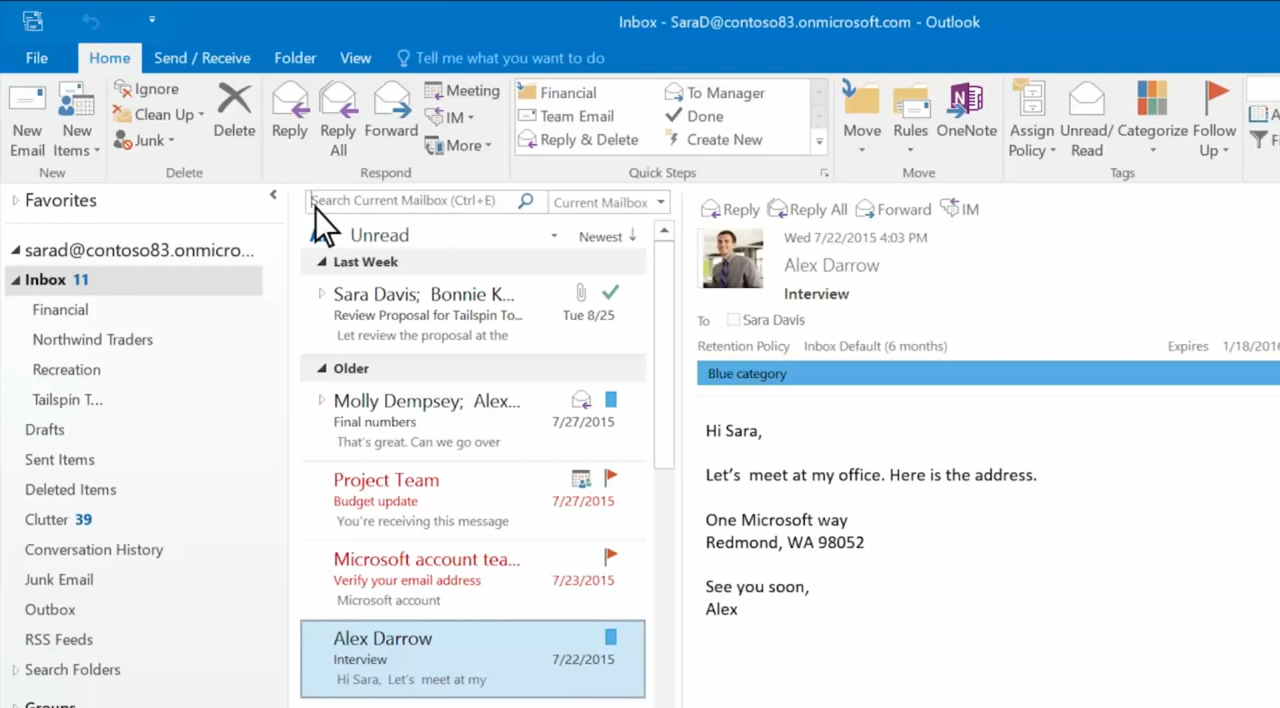 Inbox - SaraD@contoso83.onmicrosoft.com - Outlook
File Home Send / Receive Folder View Tell me what you want to do
New Email
New Items
New
Ignore
Clean Up
Junk
Delete
Delete
Reply
Reply All
Forward
Meeting
IM
More
Respond
Financial
Team Email
Reply & Delete
To Manager
Done
Create New
Quick Steps
Move
Rules
OneNote
Move
Assign Policy
Unread/ Read
Categorize
Follow Up
Tags
Favorites
sarad@contoso83.onmicro...
Inbox 11
Financial
Northwind Traders
Recreation
Tailspin T...
Drafts
Sent Items
Deleted Items
Clutter 39
Conversation History
Junk Email
Outbox
RSS Feeds
Search Folders
Groups
Search Current Mailbox (Ctrl+E)
Current Mailbox
Unread
Newest
Last Week
Sara Davis; Bonnie K...
Review Proposal for Tailspin To... Tue 8/25
Let review the proposal at the
Older
Molly Dempsey; Alex...
Final numbers 7/27/2015
That's great. Can we go over
Project Team
Budget update 7/27/2015
You're receiving this message
Microsoft account tea...
Verify your email address 7/23/2015
Microsoft account
Alex Darrow
Interview 7/22/2015
Hi Sara, Let's meet at my
Reply Reply All Forward IM
Wed 7/22/2015 4:03 PM
Alex Darrow
Interview
To Sara Davis
Retention Policy Inbox Default (6 months) Expires 1/18/2016
Blue category
Hi Sara,
Let's meet at my office. Here is the address.
One Microsoft way
Redmond, WA 98052
See you soon,
Alex